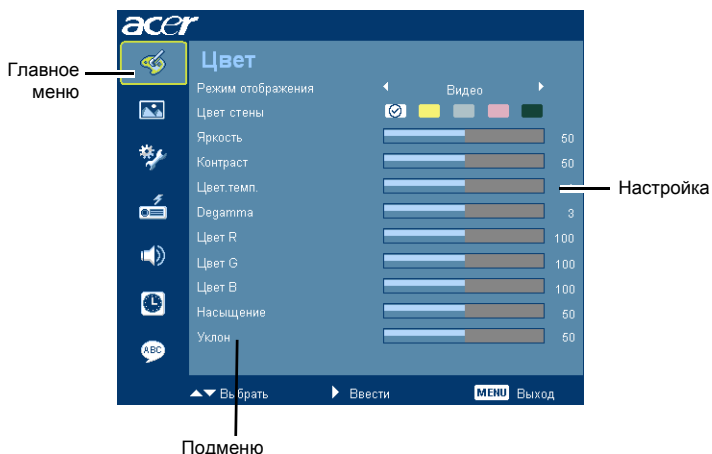 acer
Цвет
Главное
меню
Режим отображения
Видео
Цвет стены
Яркость 50
Контраст 50
Цвет.темп.
Настройка
Degamma 3
Цвет R 100
Цвет G 100
Цвет B 100
Насыщение 50
Уклон 50
ABC
Выбрать Ввести MENU Выход
Подменю